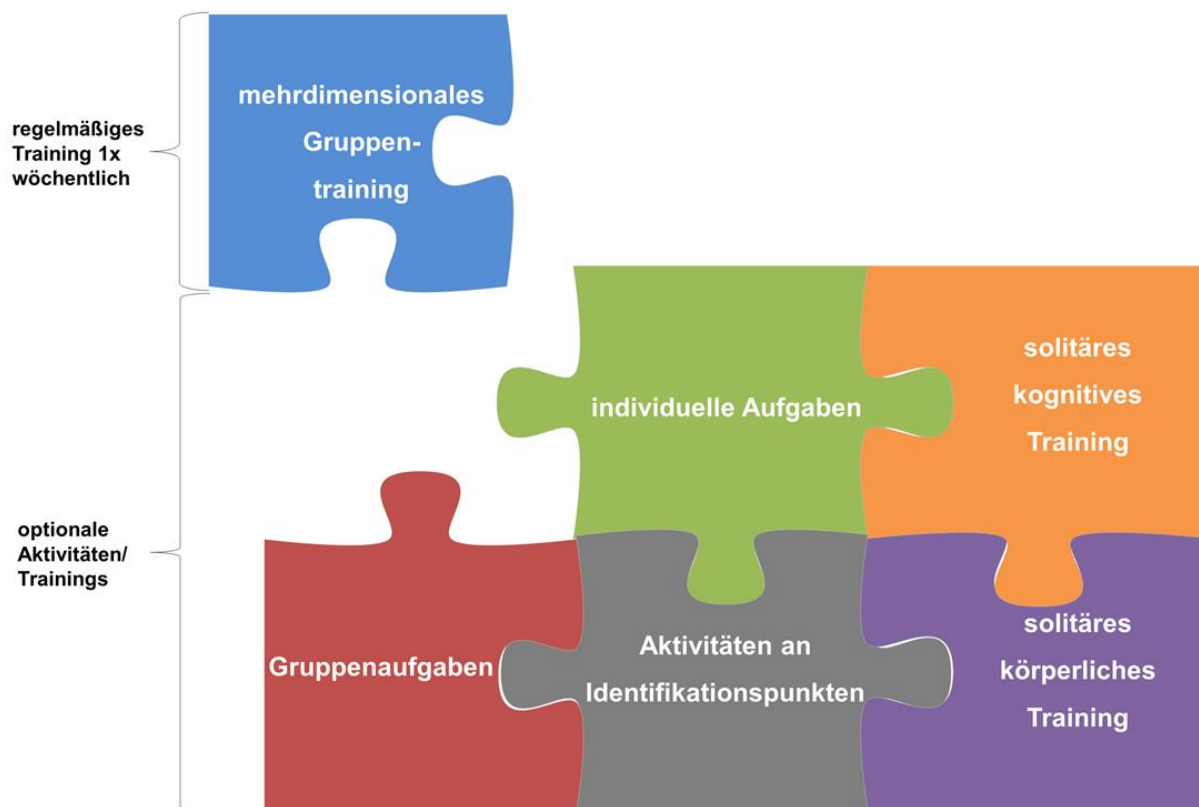 regelmäßiges
Training 1x
wöchentlich
mehrdimensionales
Gruppen-
training
optionale
Aktivitäten/
Trainings
individuelle Aufgaben
solitäres
kognitives
Training
Gruppenaufgaben
Aktivitäten an
Identifikationspunkten
solitäres
körperliches
Training